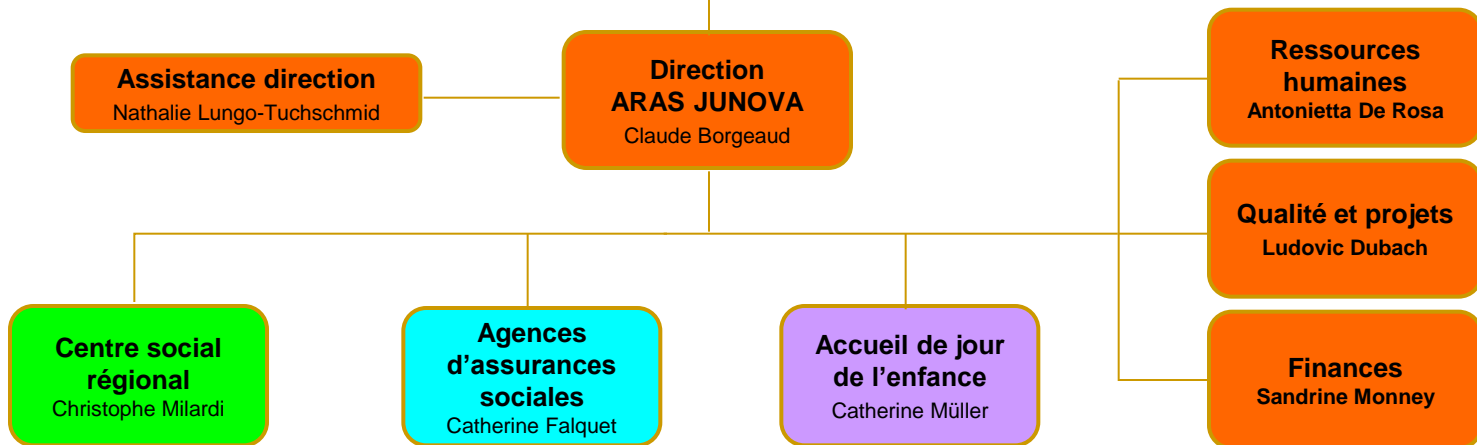 Assistance direction
Nathalie Lungo-Tuchschmid
Direction
ARAS JUNOVA
Claude Borgeaud
Ressources
humaines
Antonietta De Rosa
Qualité et projets
Ludovic Dubach
Finances
Sandrine Monney
Centre social
régional
Christophe Milardi
Agences
d’assurances
sociales
Catherine Falquet
Accueil de jour
de l’enfance
Catherine Müller